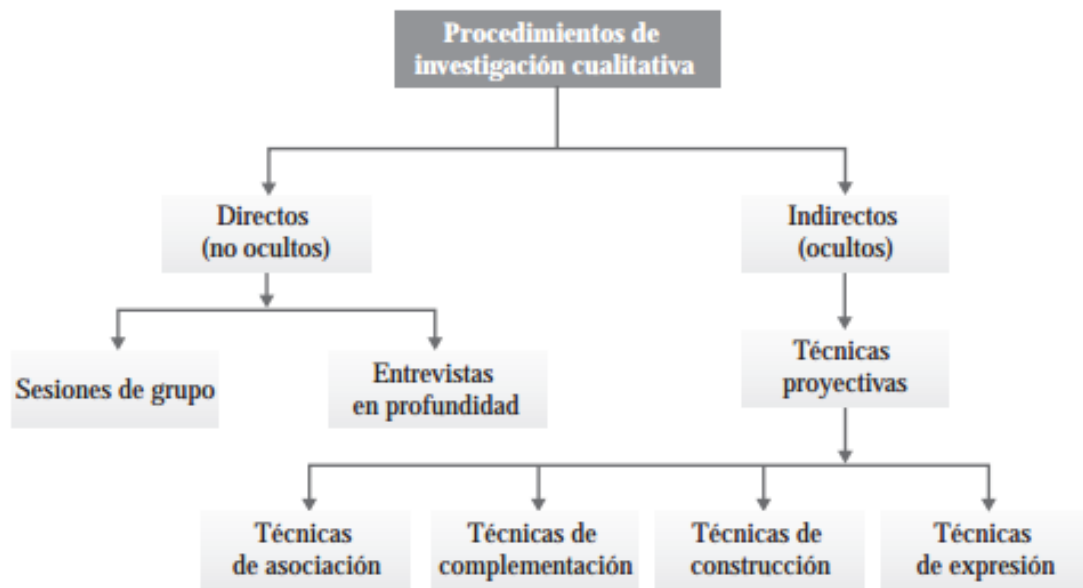 Procedimientos de
investigación cualitativa
Directos
(no ocultos)
Indirectos
(ocultos)
Sesiones de grupo
Entrevistas
en profundidad
Técnicas
proyectivas
Técnicas
de asociación
Técnicas de
complementación
Técnicas de
construcción
Técnicas
de expresión